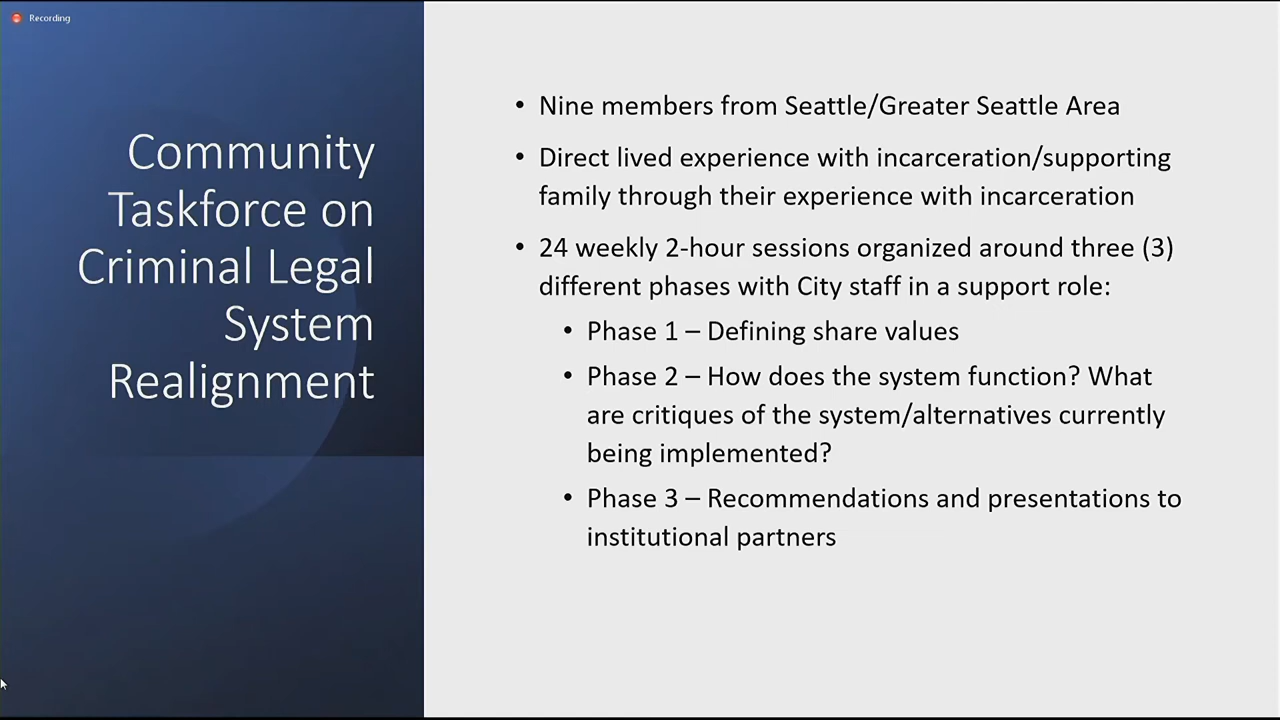 Recording
Community
Taskforce on
Criminal Legal
System
Realignment
• Nine members from Seattle/Greater Seattle Area
• Direct lived experience with incarceration/supporting
family through their experience with incarceration
• 24 weekly 2-hour sessions organized around three (3)
different phases with City staff in a support role:
• Phase 1 – Defining share values
• Phase 2 – How does the system function? What
are critiques of the system/alternatives currently
being implemented?
• Phase 3 – Recommendations and presentations to
institutional partners